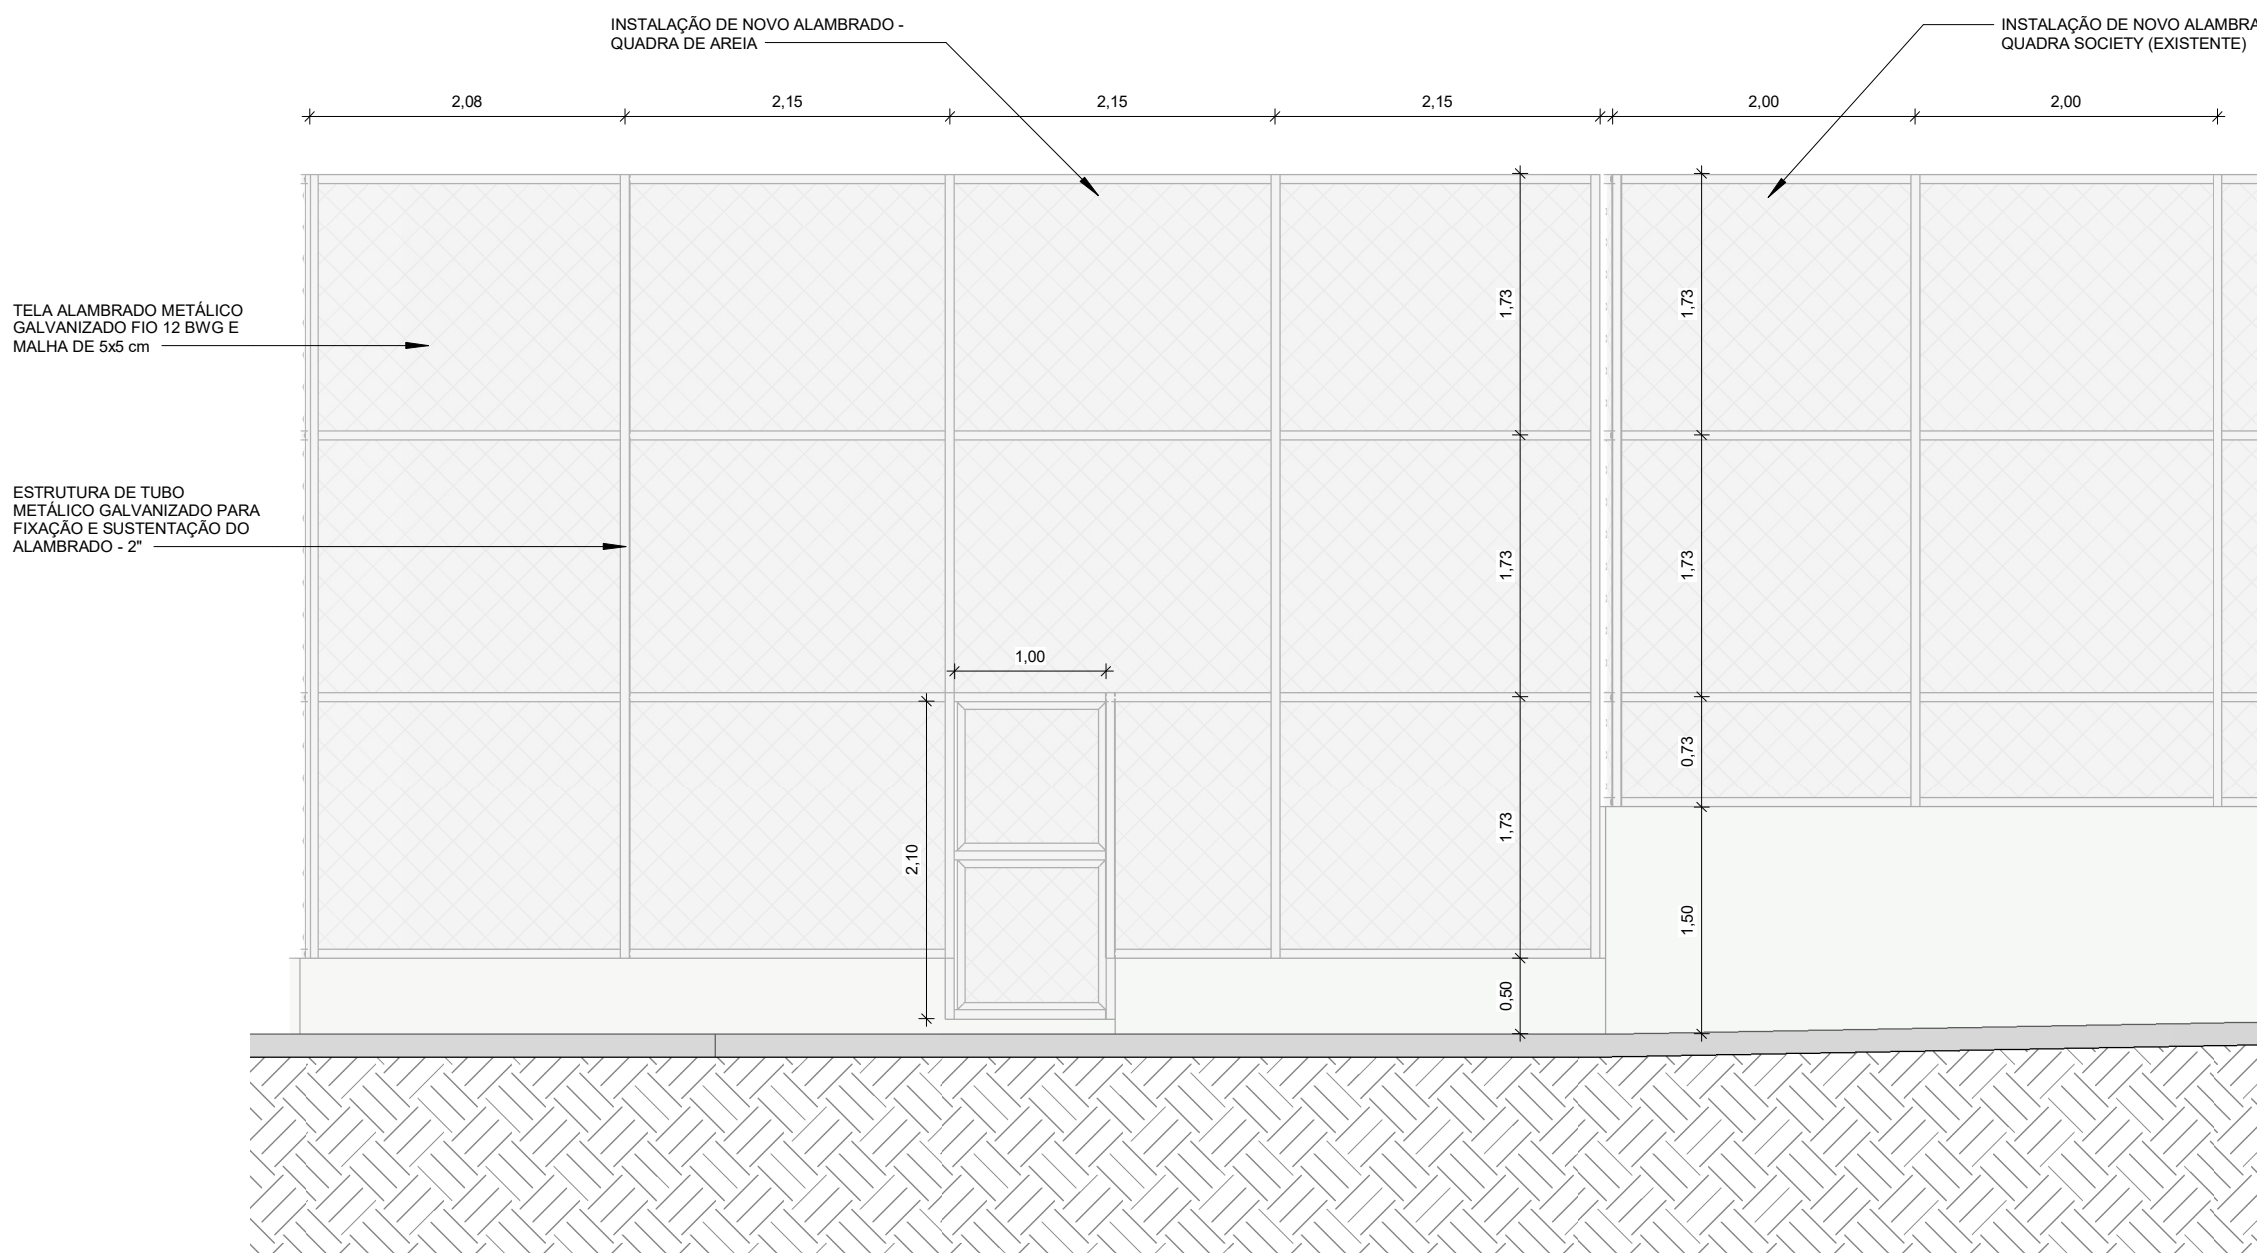 INSTALAÇÃO DE NOVO ALAMBRADO -
QUADRA DE AREIA
INSTALAÇÃO DE NOVO ALAMBRA
QUADRA SOCIETY (EXISTENTE)
2,08
2,15
2,15
2,15
2,00
2,00
TELA ALAMBRADO METÁLICO
GALVANIZADO FIO 12 BWG E
MALHA DE 5x5 cm
1,73
1,73
ESTRUTURA DE TUBO
METÁLICO GALVANIZADO PARA
FIXAÇÃO E SUSTENTAÇÃO DO
ALAMBRADO - 2"
1,73
1,73
1,00
0,73
1,73
2,10
1,50
0,50